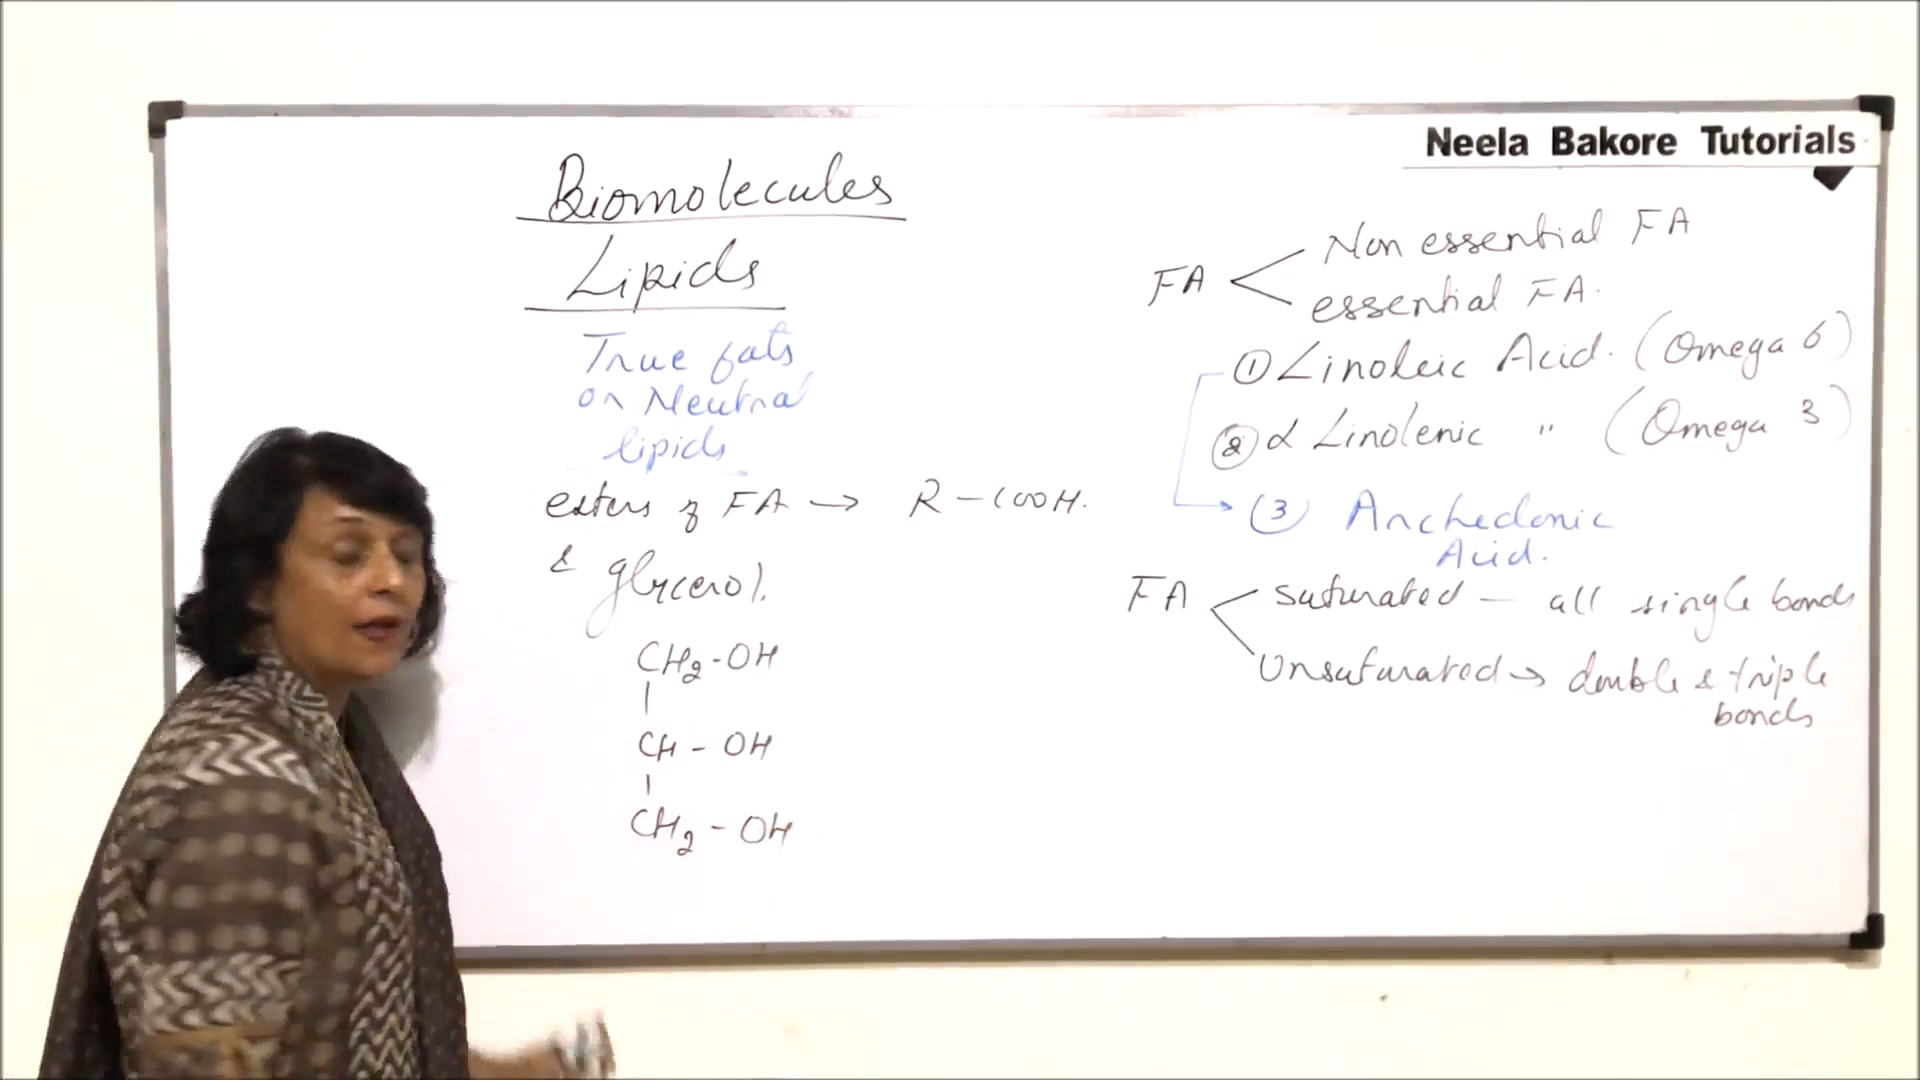 Neela Bakore Tutorials
Biomolecules
Lipids
True fats
or Neutral
lipids
esters of FA → R-COOH.
& glycerol.
CH2-OH
|
CH - OH
|
CH2 - OH
FA < Non essential FA
essential FA.
① Linoleic Acid. (Omega 6)
② α Linolenic " (Omega 3)
③ Arachedonic
Acid.
FA < saturated - all single bonds
Unsaturated → double & triple
bonds